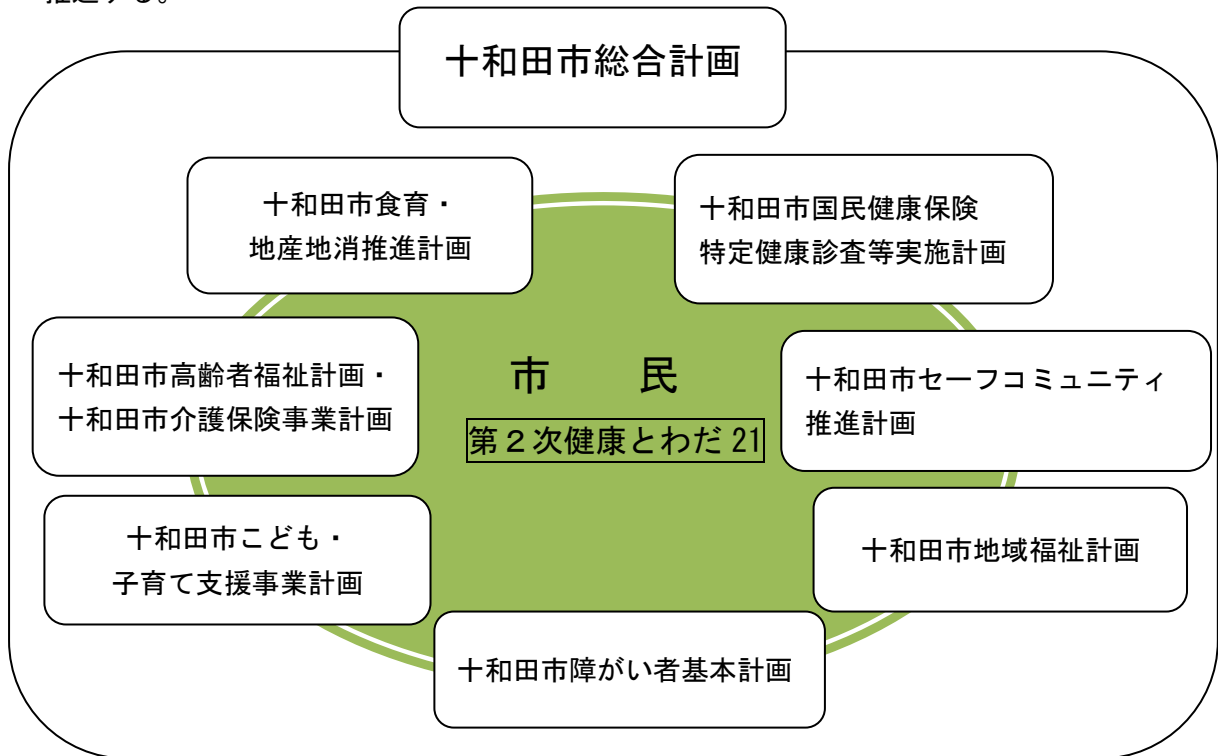 推進する。
十和田市総合計画
十和田市食育・
地産地消推進計画
十和田市国民健康保険
特定健康診査等実施計画
十和田市高齢者福祉計画・
十和田市介護保険事業計画
市　　民
第２次健康とわだ 21
十和田市セーフコミュニティ
推進計画
十和田市こども・
子育て支援事業計画
十和田市地域福祉計画
十和田市障がい者基本計画